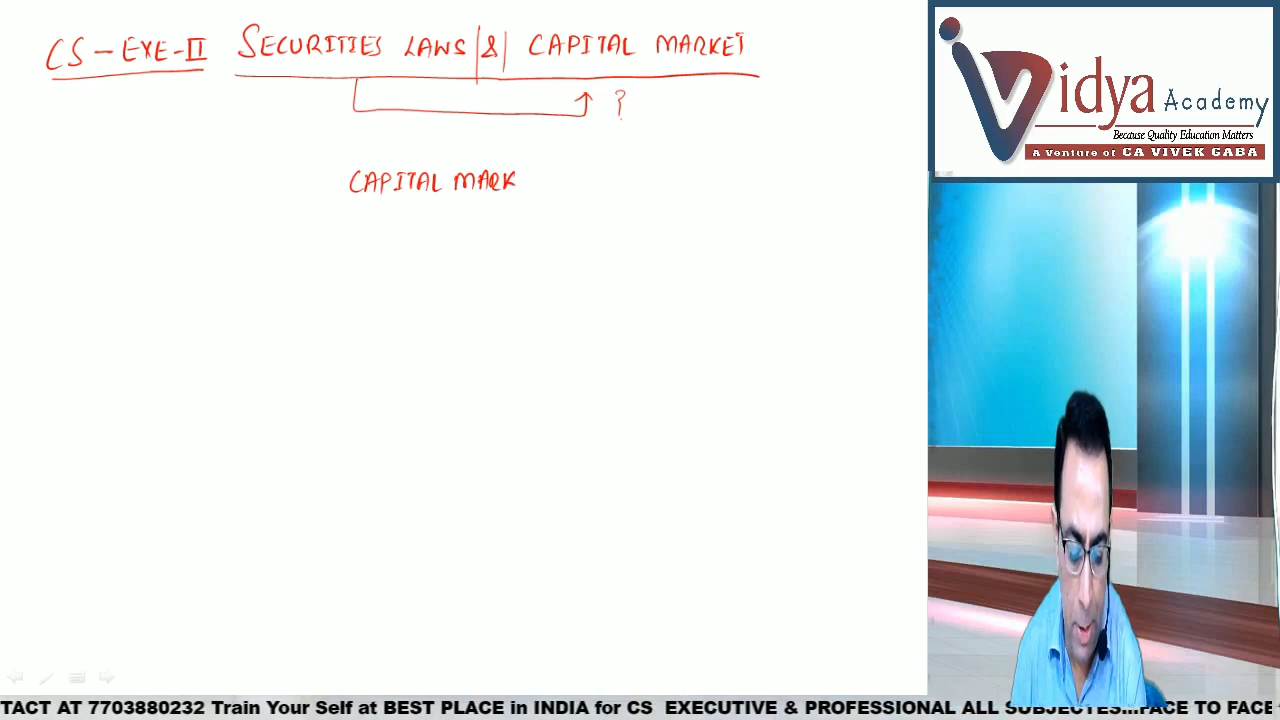 CS - EXE - II SECURITIES LAWS | & | CAPITAL MARKET
?
CAPITAL MARK
Vidya Academy
Because Quality Education Matters
A Venture of CA VIVEK GABA
TACT AT 7703880232 Train Your Self at BEST PLACE in INDIA for CS EXECUTIVE & PROFESSIONAL ALL SUBJECTES...FACE TO FACE